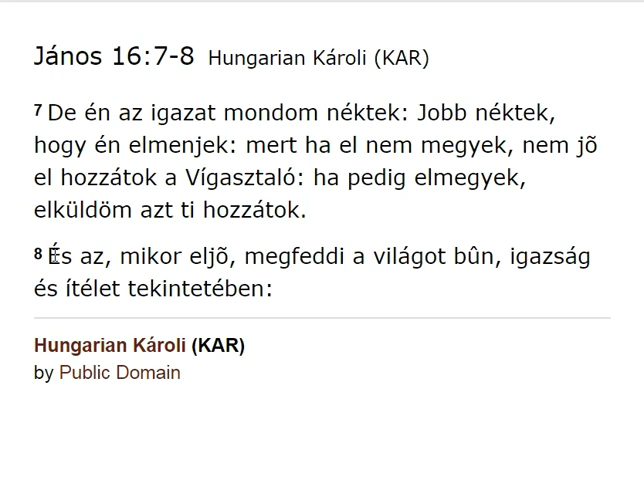 János 16:7-8 Hungarian Károli (KAR)
7 De én az igazat mondom néktek: Jobb néktek,
hogy én elmenjek: mert ha el nem megyek, nem jõ
el hozzátok a Vígasztaló: ha pedig elmegyek,
elküldöm azt ti hozzátok.
8 És az, mikor eljõ, megfeddi a világot bûn, igazság
és ítélet tekintetében:
Hungarian Károli (KAR)
by Public Domain